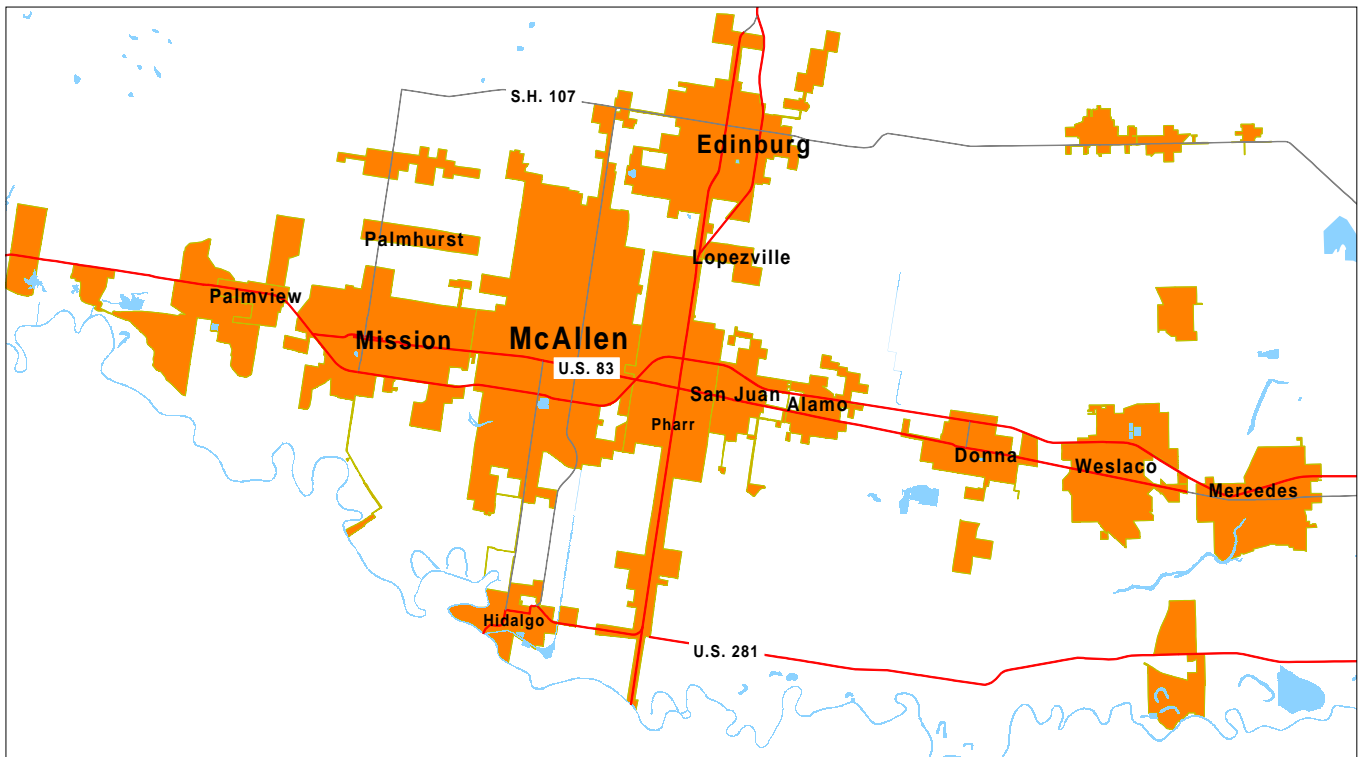 S.H. 107
Edinburg
Palmhurst
Lopezville
Palmview
Mission
McAllen
U.S. 83
San Juan
Alamo
Pharr
Donna
Weslaco
Mercedes
Hidalgo
U.S. 281